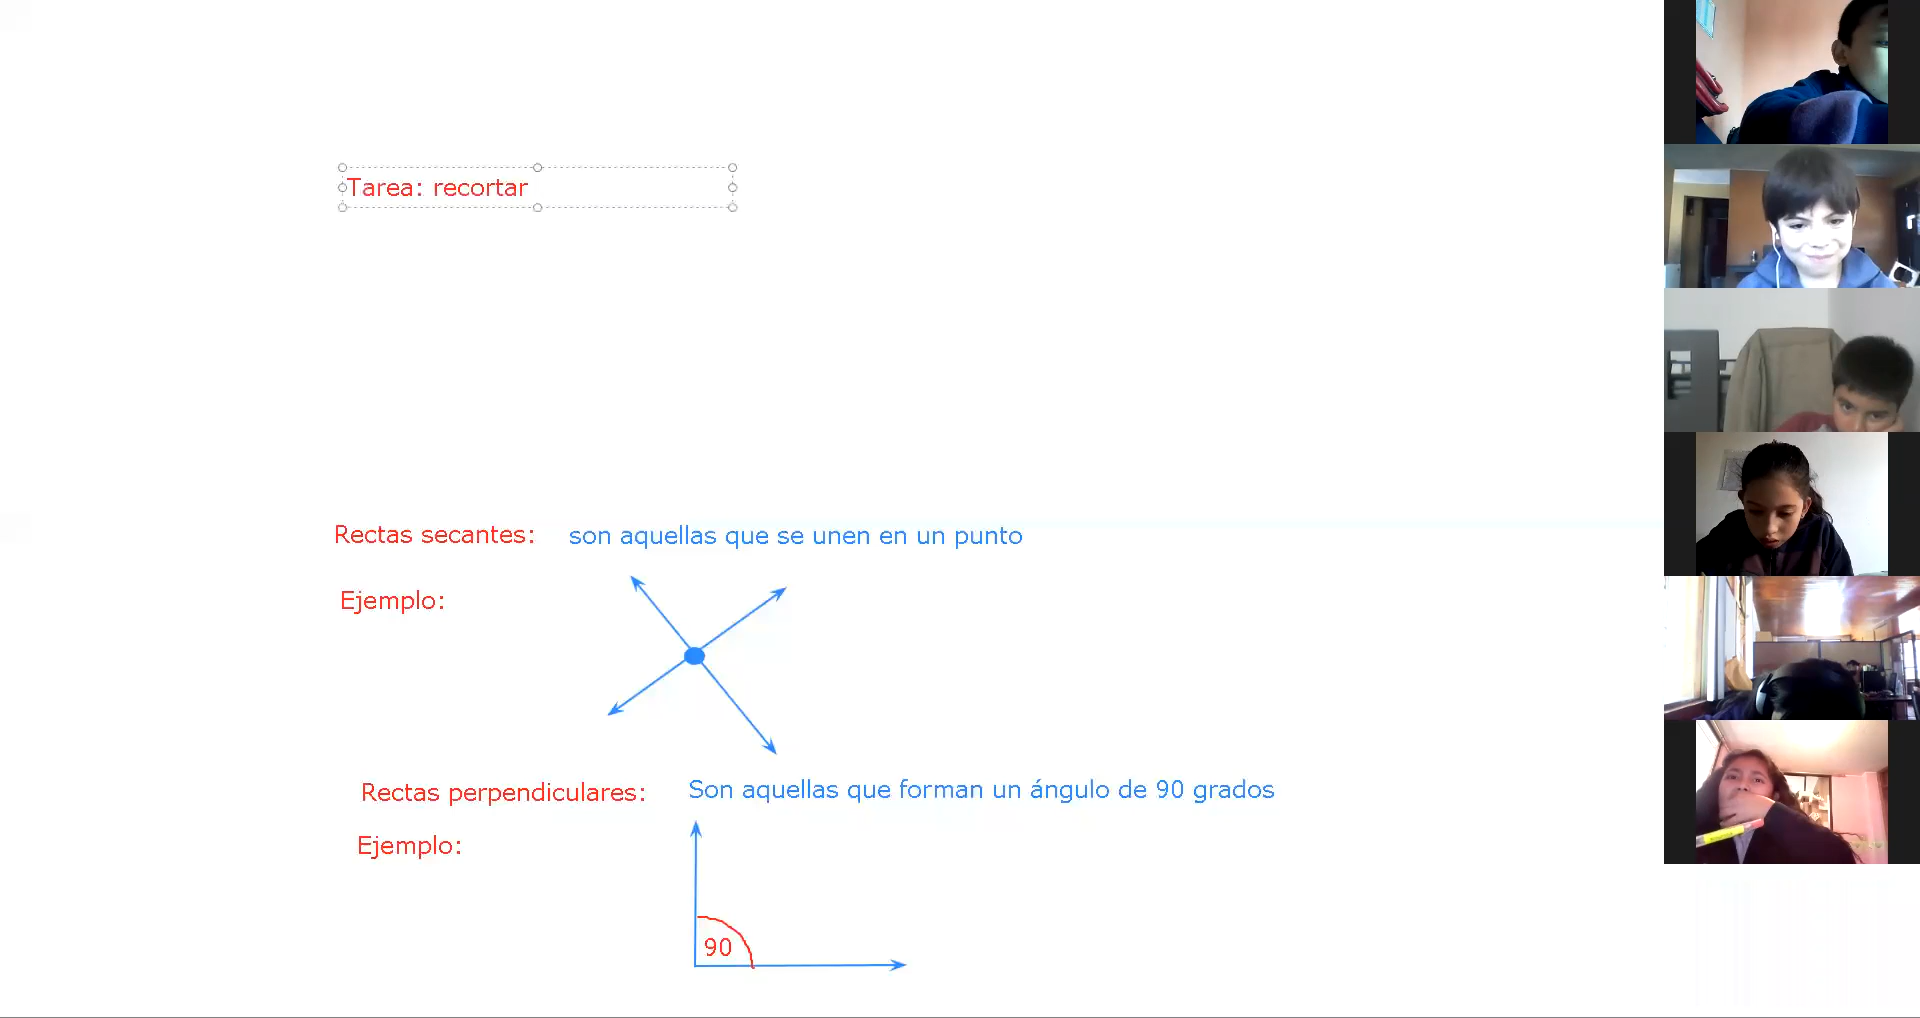 Tarea: recortar
Rectas secantes: son aquellas que se unen en un punto
Ejemplo:
Rectas perpendiculares: Son aquellas que forman un ángulo de 90 grados
Ejemplo:
90